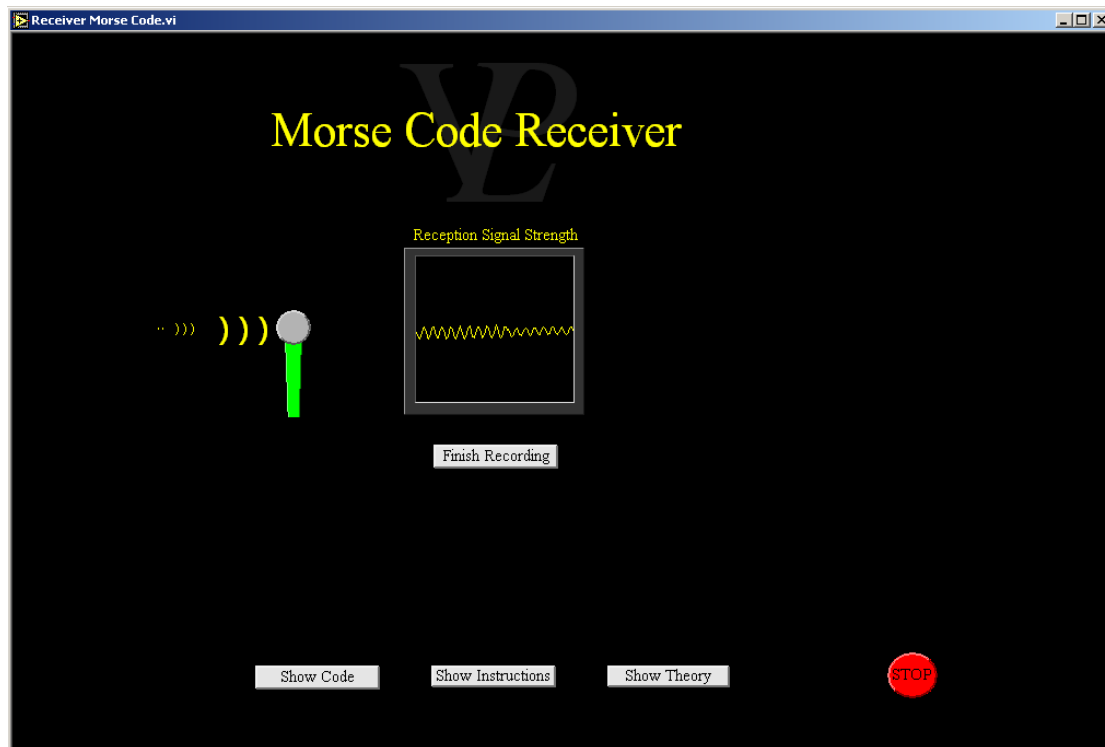 Receiver Morse Code.vi
VPL
Morse Code Receiver
Reception Signal Strength
·· )))
)))
Finish Recording
Show Code
Show Instructions
Show Theory
STOP